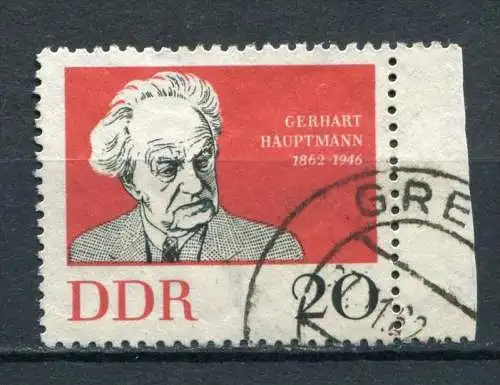 GERHART
HAUPTMANN
1862-1946
DDR 20
GRE